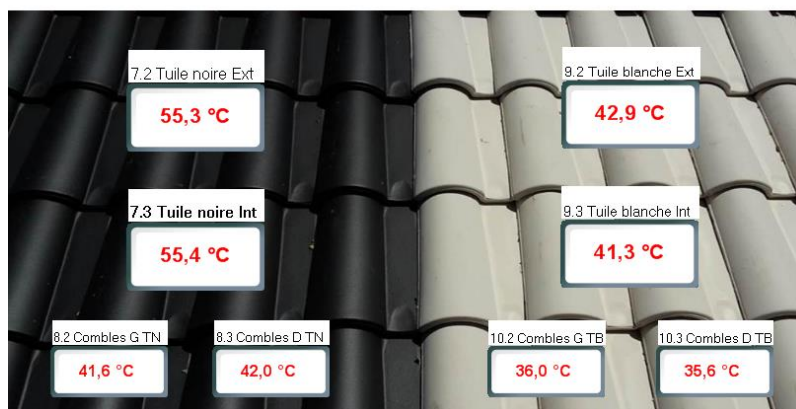 7.2 Tuile noire Ext
55,3 °C
9.2 Tuile blanche Ext
42,9 °C
7.3 Tuile noire Int
55,4 °C
9.3 Tuile blanche Int
41,3 °C
8.2 Combles G TN
41,6 °C
8.3 Combles D TN
42,0 °C
10.2 Combles G TB
36,0 °C
10.3 Combles D TB
35,6 °C